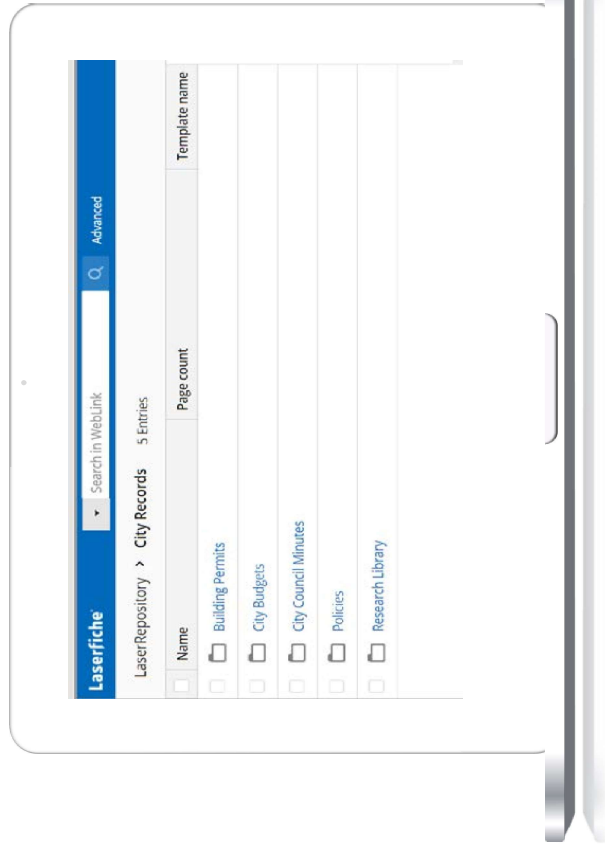 Laserfiche
Search in WebLink
Advanced
LaserRepository > City Records 5 Entries
Name Page count Template name
Building Permits
City Budgets
City Council Minutes
Policies
Research Library